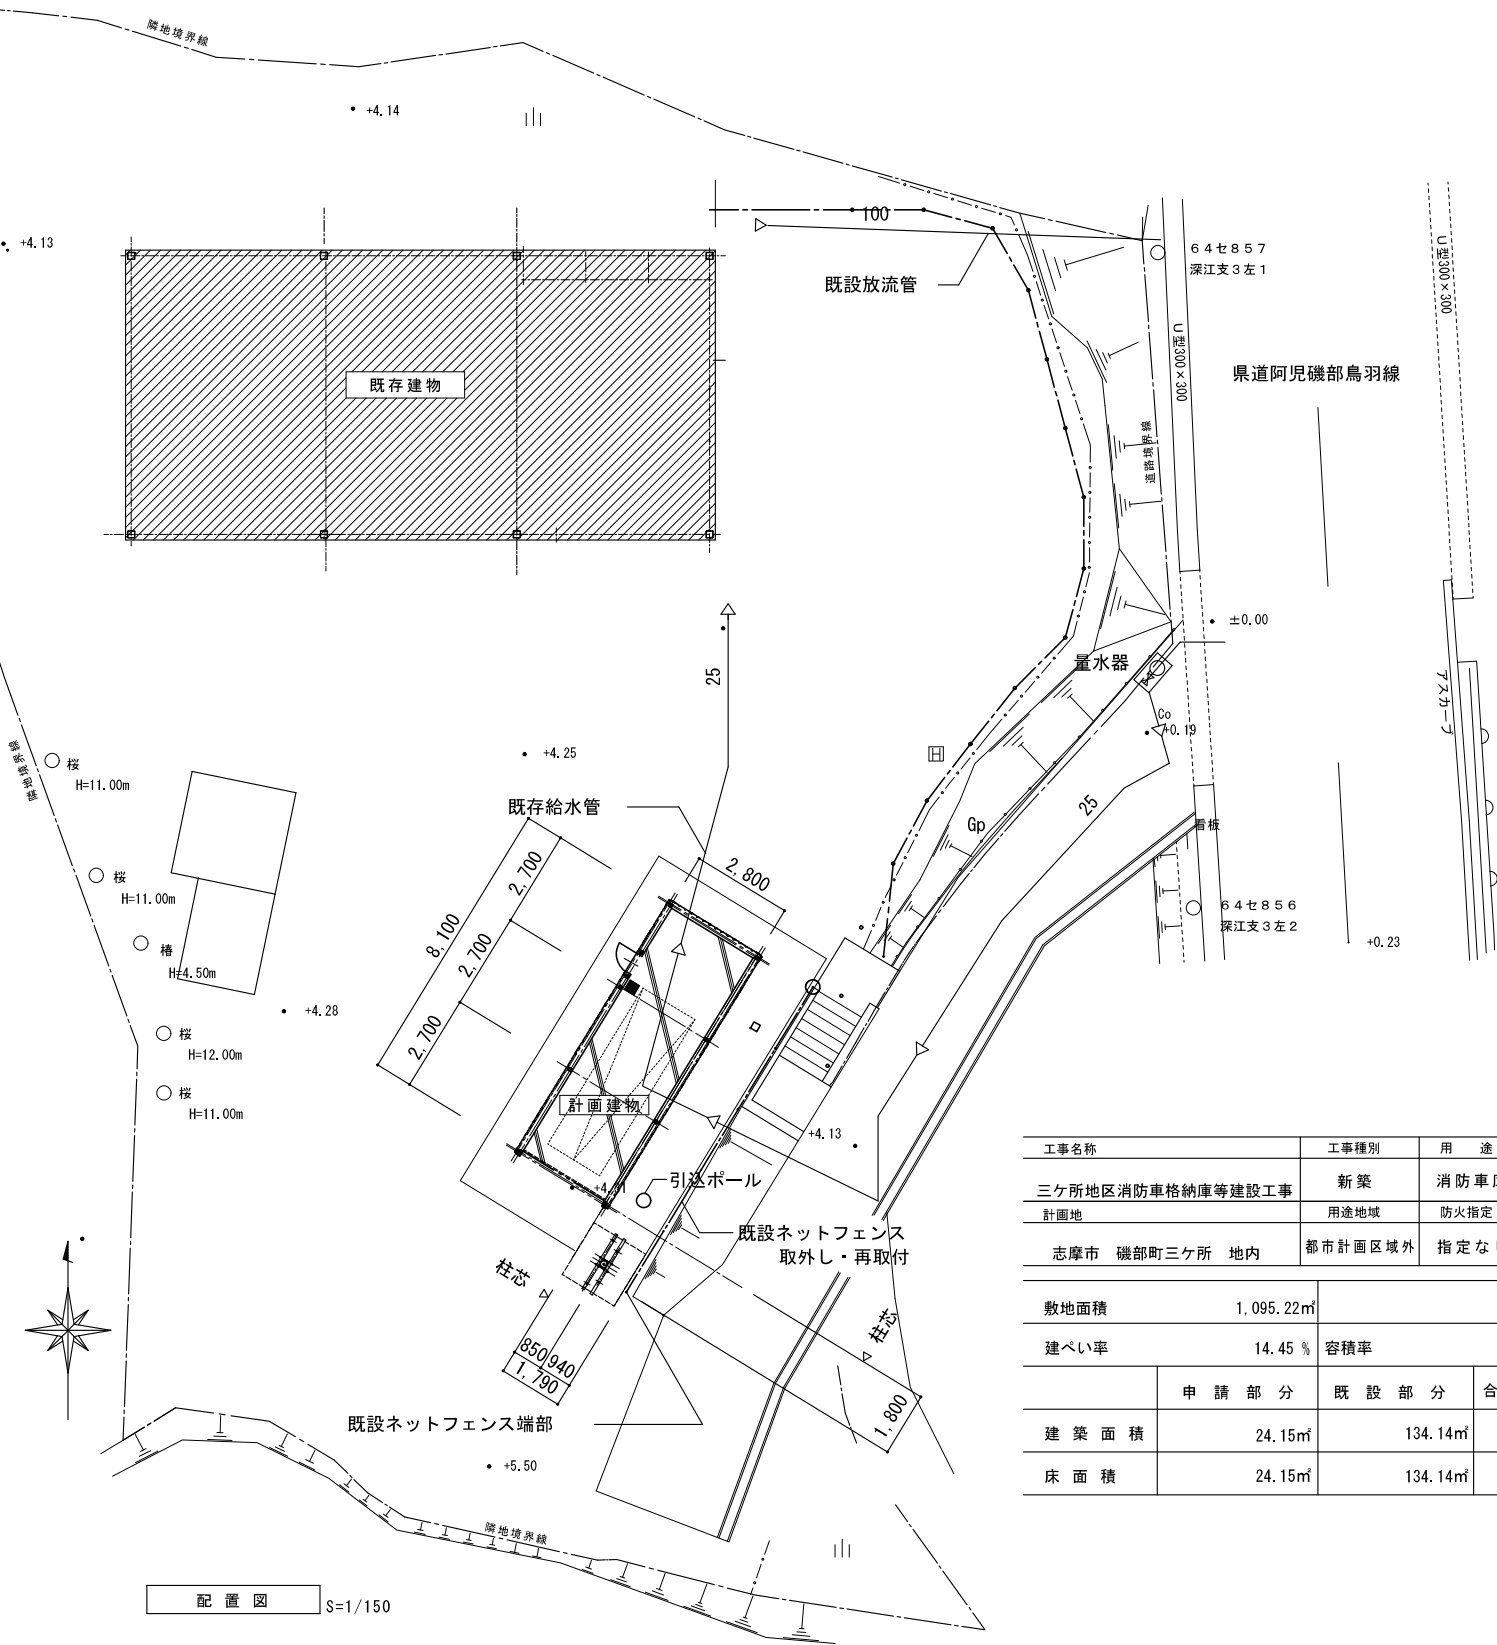 隣地境界線
+4.14
+4.13
100
64セ857
深江支3左1
既設放流管
U型300×300
U型300×300
県道阿児磯部鳥羽線
既存建物
道路境界線
±0.00
25
量水器
アスカーブ
Co
+0.19
隣地境界線
桜
H=11.00m
+4.25
既存給水管
25
Gp
看板
2,700
2,800
桜
H=11.00m
8,100
2,700
64セ856
深江支3左2
椿
H=4.50m
+0.23
+4.28
2,700
桜
H=12.00m
桜
H=11.00m
計画建物
+4.13
引込ポール
既設ネットフェンス
取外し・再取付
柱芯
柱芯
850
940
1,790
1,800
既設ネットフェンス端部
+5.50
隣地境界線
配置図
S=1/150
工事名称 工事種別 用途
三ケ所地区消防車格納庫等建設工事 新築 消防車
計画地 用途地域 防火指定
志摩市 磯部町三ケ所 地内 都市計画区域外 指定な
敷地面積 1,095.22㎡
建ぺい率 14.45 % 容積率
申請部分 既設部分 合
建築面積 24.15㎡ 134.14㎡
床面積 24.15㎡ 134.14㎡